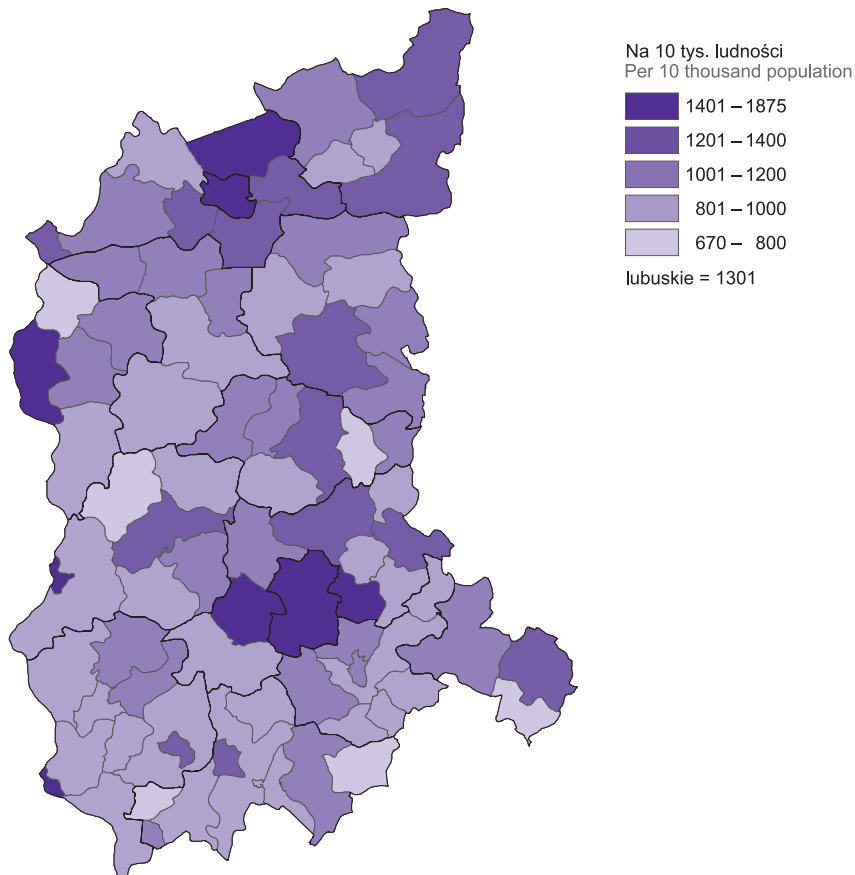 Na 10 tys. ludności
Per 10 thousand population
1401 – 1875
1201 – 1400
1001 – 1200
801 – 1000
670 – 800
lubuskie = 1301